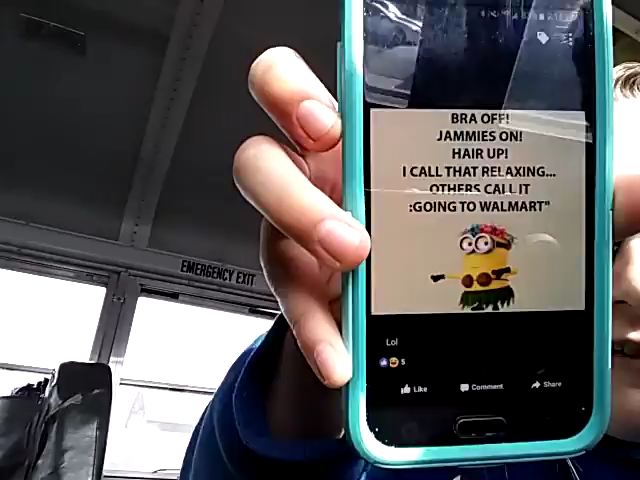 BRA OFF!
JAMMIES ON!
HAIR UP!
I CALL THAT RELAXING...
OTHERS CALL IT
:GOING TO WALMART"
EMERGENCY EXIT
Lol
5
Like Comment Share